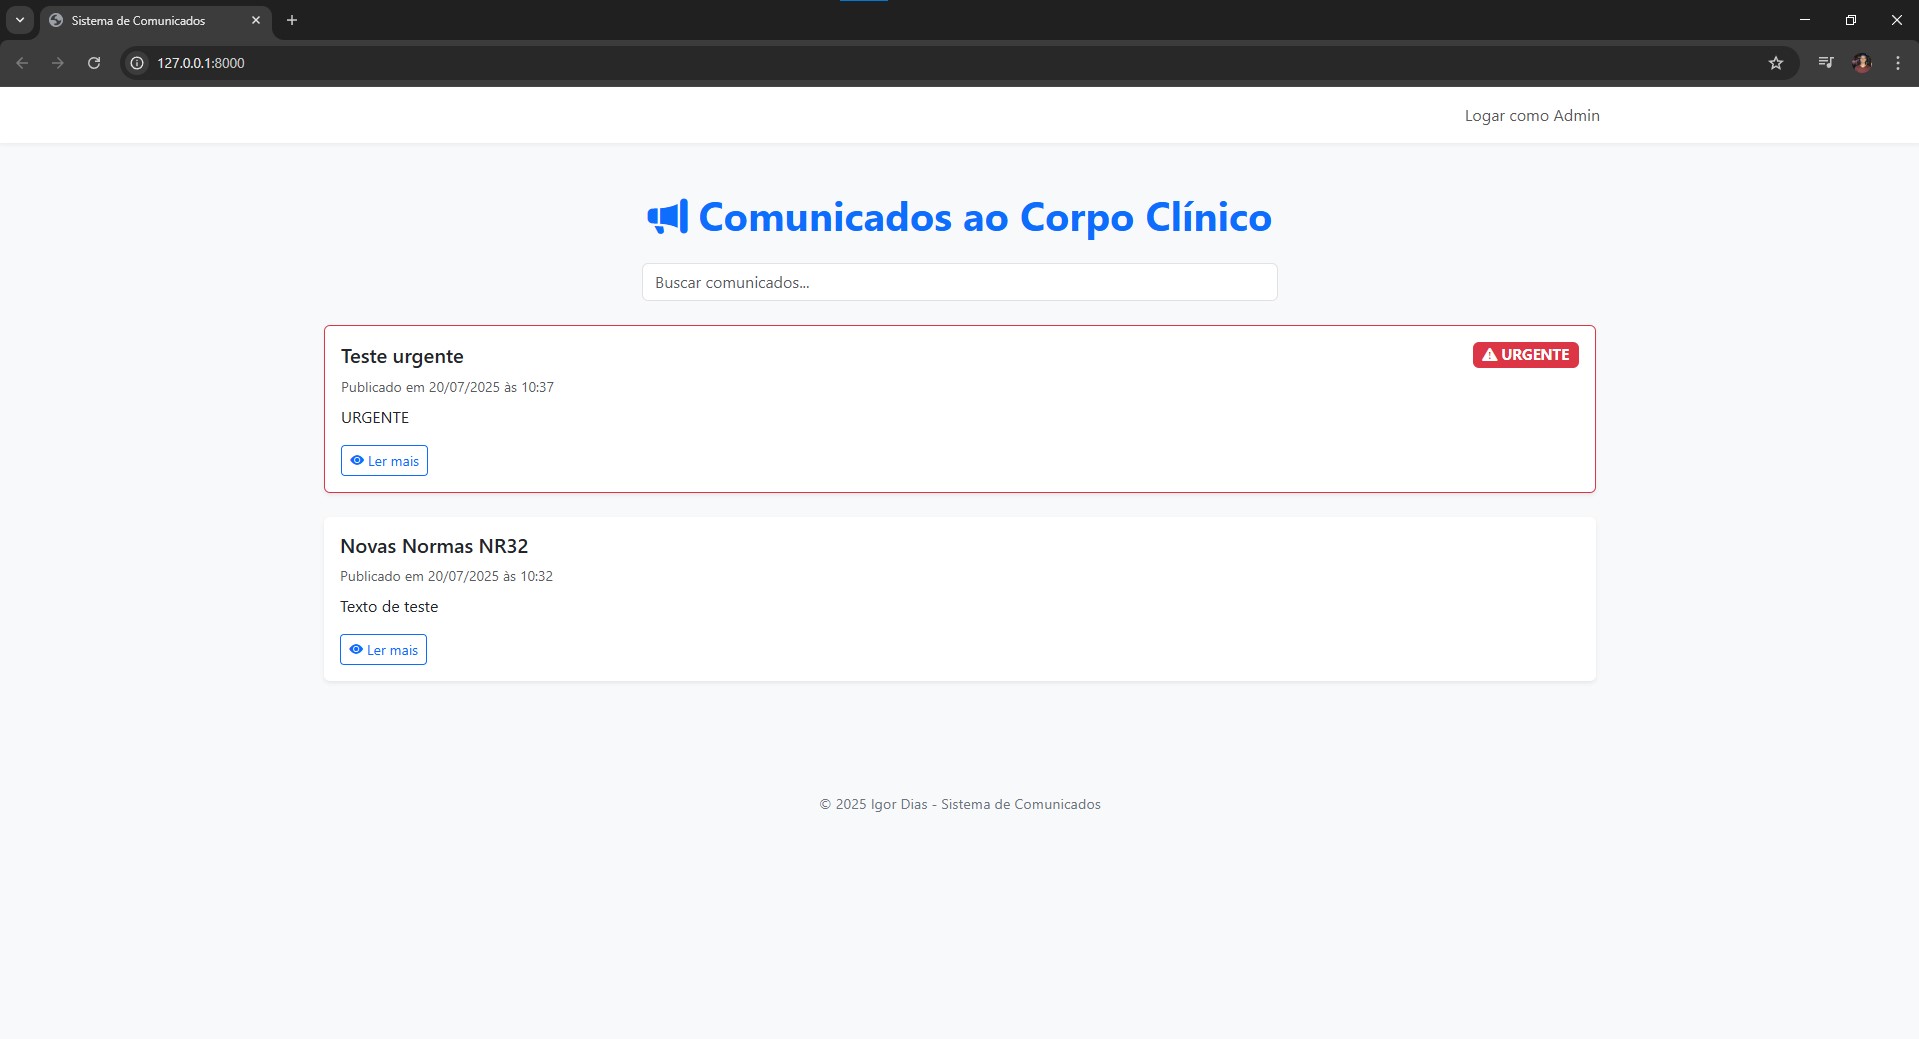 Sistema de Comunicados
127.0.0.1:8000
Logar como Admin
Comunicados ao Corpo Clínico
Buscar comunicados...
Teste urgente
URGENTE
Publicado em 20/07/2025 às 10:37
URGENTE
Ler mais
Novas Normas NR32
Publicado em 20/07/2025 às 10:32
Texto de teste
Ler mais
© 2025 Igor Dias - Sistema de Comunicados